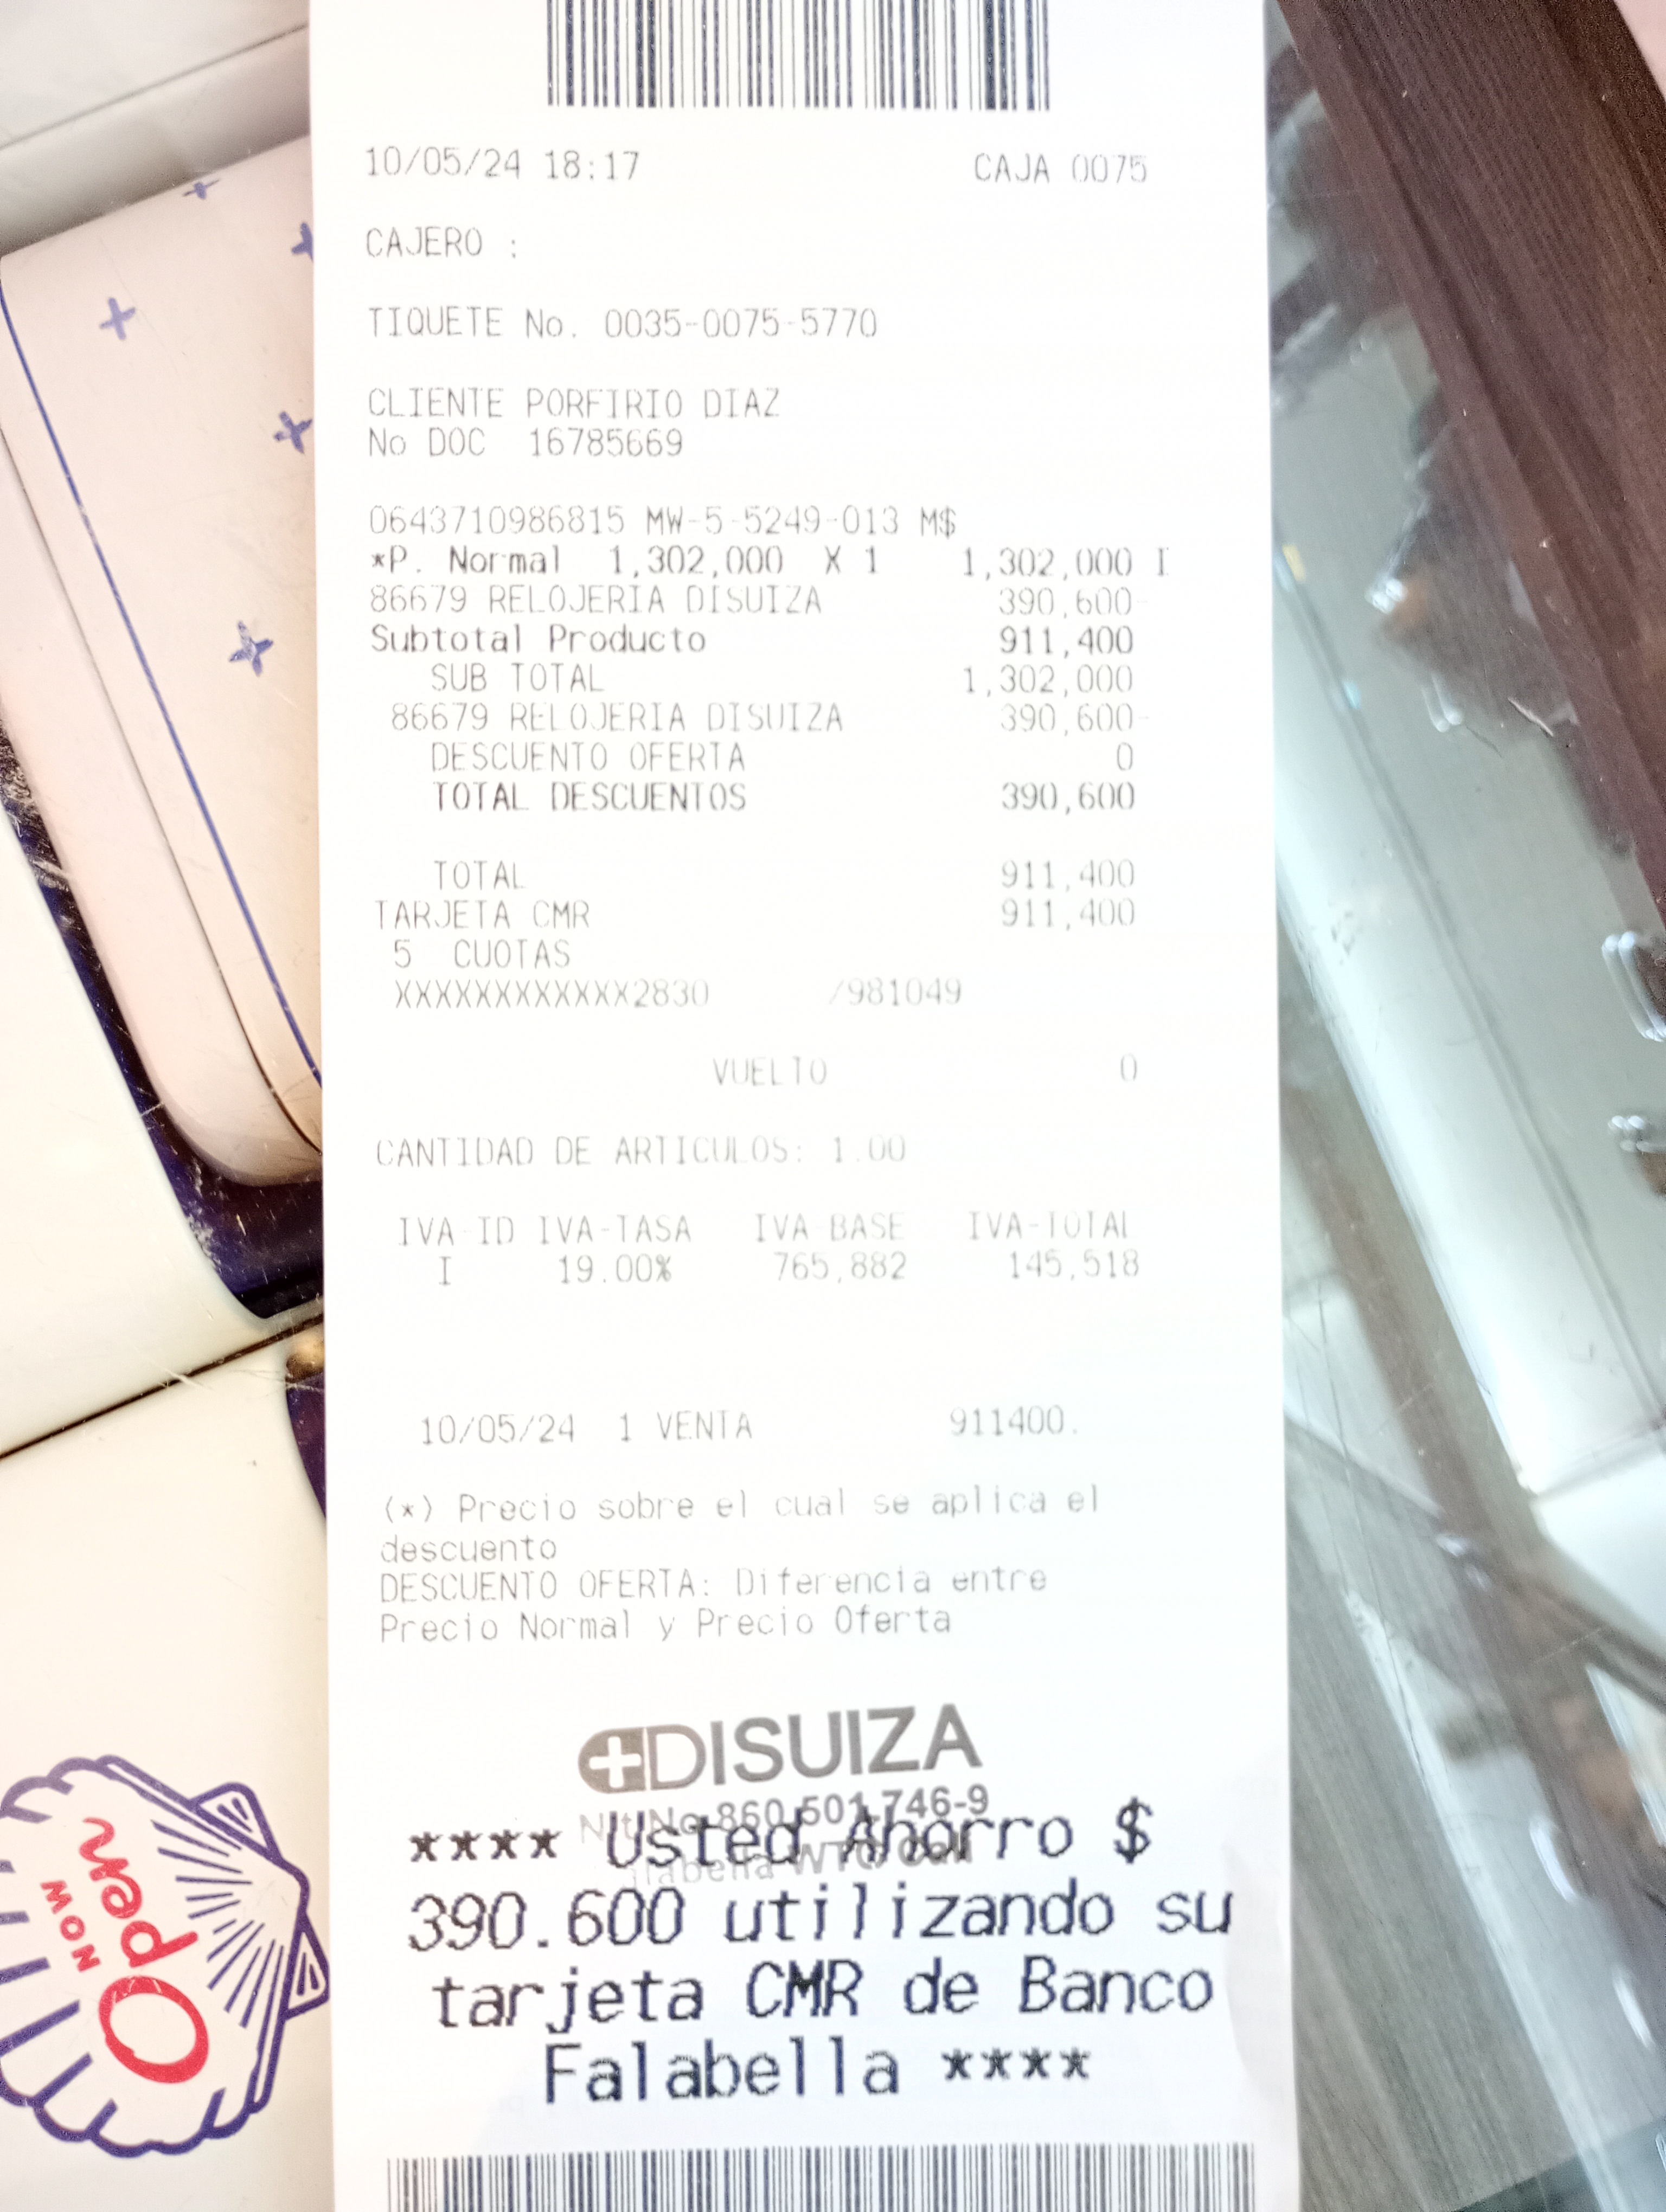 10/05/24 18:17 CAJA 0075
CAJERO :
TIQUETE No. 0035-0075-5770
CLIENTE PORFIRIO DIAZ
No DOC 16785669
0643710986815 MW-5-5249-013 M$
*P. Normal 1,302,000 X 1 1,302,000 I
86679 RELOJERIA DISUIZA 390,600-
Subtotal Producto 911,400
SUB TOTAL 1,302,000
86679 RELOJERIA DISUIZA 390,600-
DESCUENTO OFERTA 0
TOTAL DESCUENTOS 390,600
TOTAL 911,400
TARJETA CMR 911,400
5 CUOTAS
XXXXXXXXXXXX2830 /981049
VUELTO 0
CANTIDAD DE ARTICULOS: 1.00
IVA-ID IVA-TASA IVA-BASE IVA-TOTAL
I 19.00% 765,882 145,518
10/05/24 1 VENTA 911400.
(*) Precio sobre el cual se aplica el
descuento
DESCUENTO OFERTA: Diferencia entre
Precio Normal y Precio Oferta
DISUIZA
Nit No 860.501.746-9
**** Usted Ahorro $
390.600 utilizando su
tarjeta CMR de Banco
Falabella ****
Open
NOW